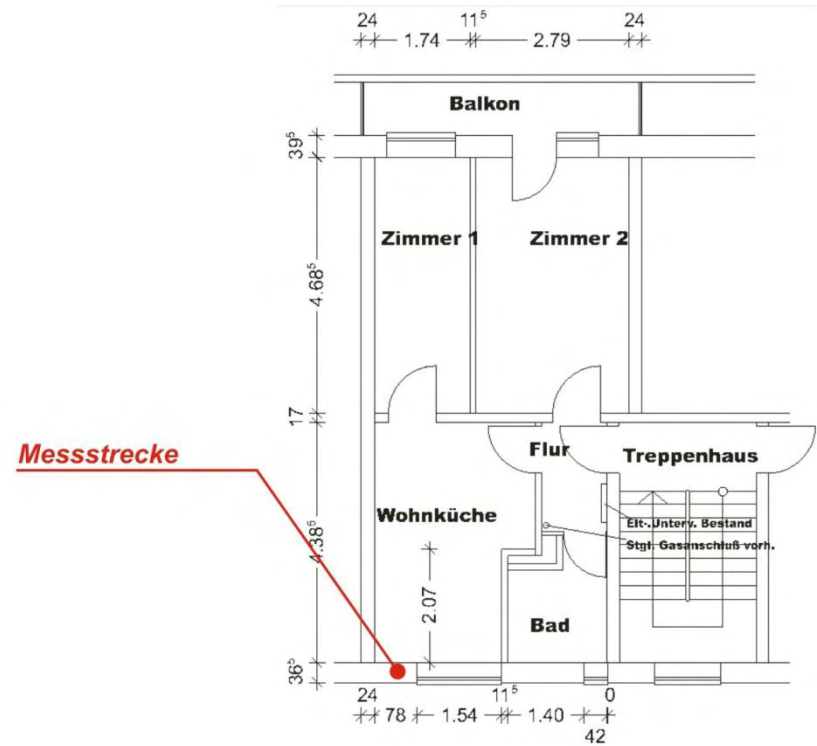 24 11⁵ 24
1.74 2.79
Balkon
39⁵
Zimmer 1 Zimmer 2
4.68⁵
17
Flur
Treppenhaus
Messstrecke
Wohnküche
Elt-.Unterv. Bestand
Stgl. Gasanschluß vorh.
4.38⁵
2.07
Bad
36⁵
24 11⁵ 0
78 1.54 1.40
42